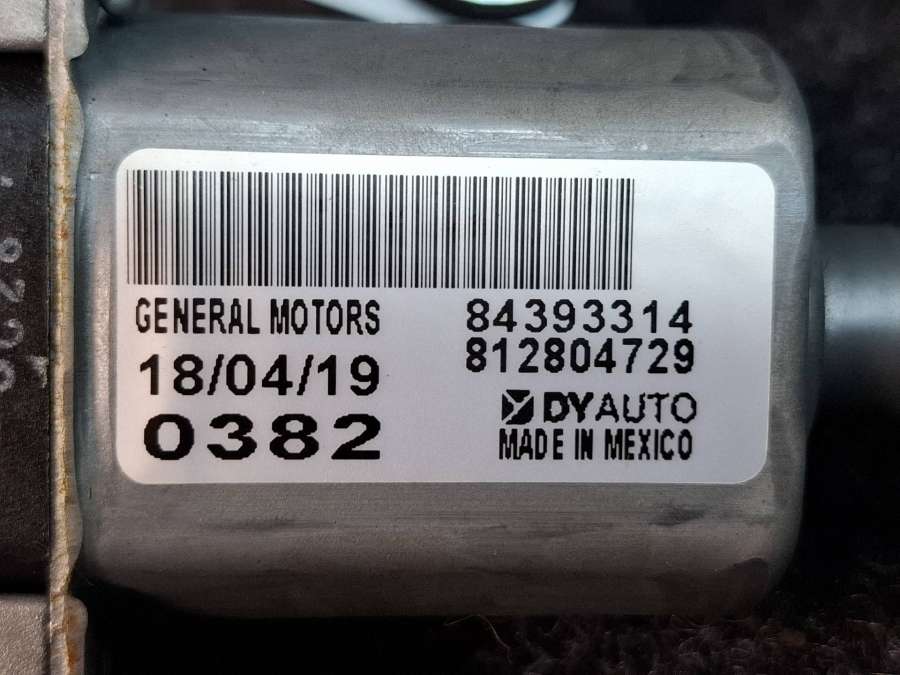 GENERAL MOTORS
84393314
812804729
18/04/19
0382
DYAUTO
MADE IN MEXICO